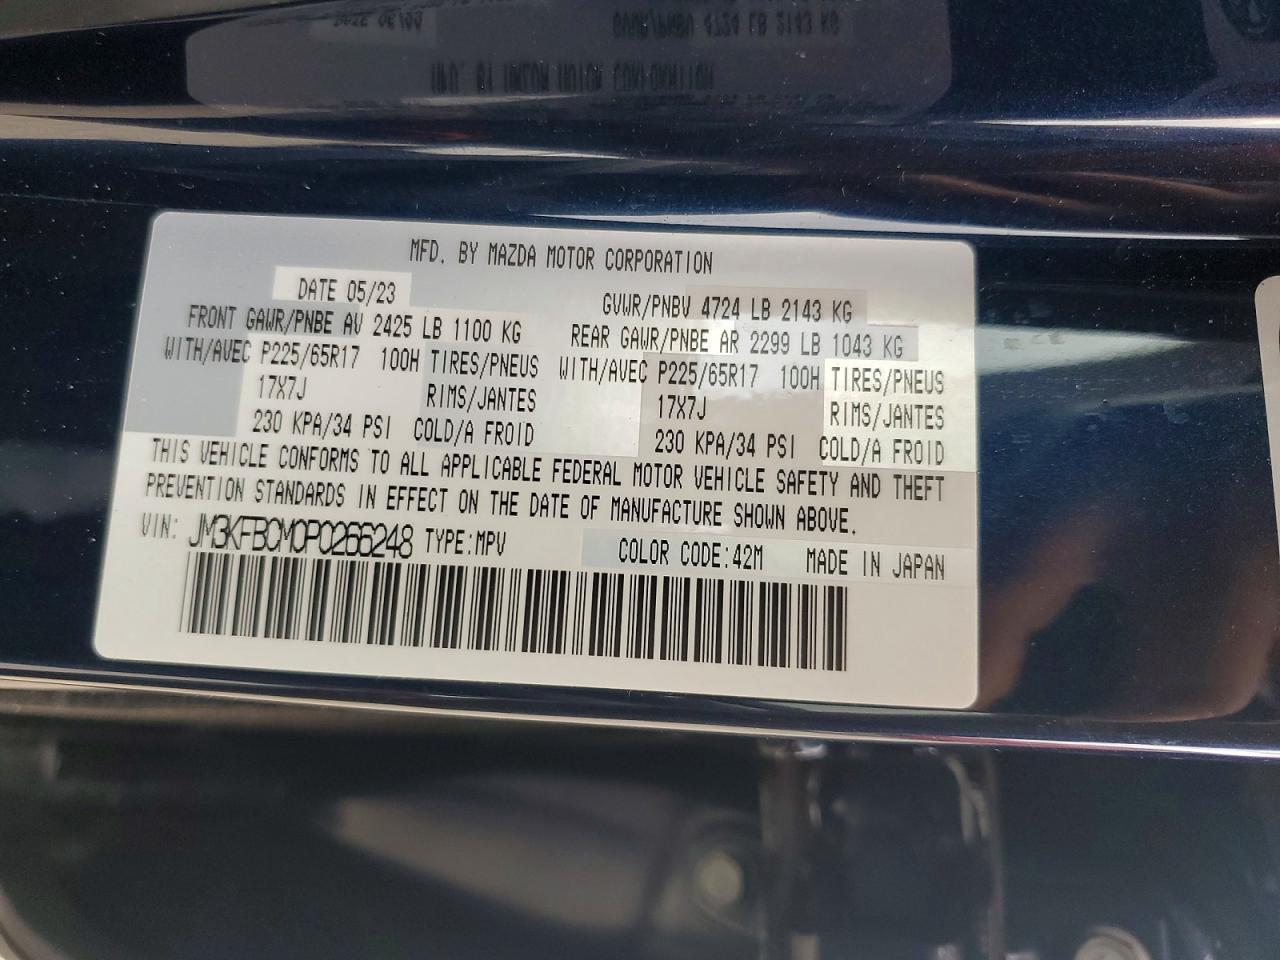 MFD. BY MAZDA MOTOR CORPORATION
DATE 05/23 GVWR/PNBV 4724 LB 2143 KG
FRONT GAWR/PNBE AV 2425 LB 1100 KG REAR GAWR/PNBE AR 2299 LB 1043 KG
WITH/AVEC P225/65R17 100H TIRES/PNEUS WITH/AVEC P225/65R17 100H TIRES/PNEUS
17X7J RIMS/JANTES 17X7J RIMS/JANTES
230 KPA/34 PSI COLD/A FROID 230 KPA/34 PSI COLD/A FROID
THIS VEHICLE CONFORMS TO ALL APPLICABLE FEDERAL MOTOR VEHICLE SAFETY AND THEFT
PREVENTION STANDARDS IN EFFECT ON THE DATE OF MANUFACTURE SHOWN ABOVE.
VIN: JM3KFBCM0P0266248 TYPE:MPV COLOR CODE:42M MADE IN JAPAN